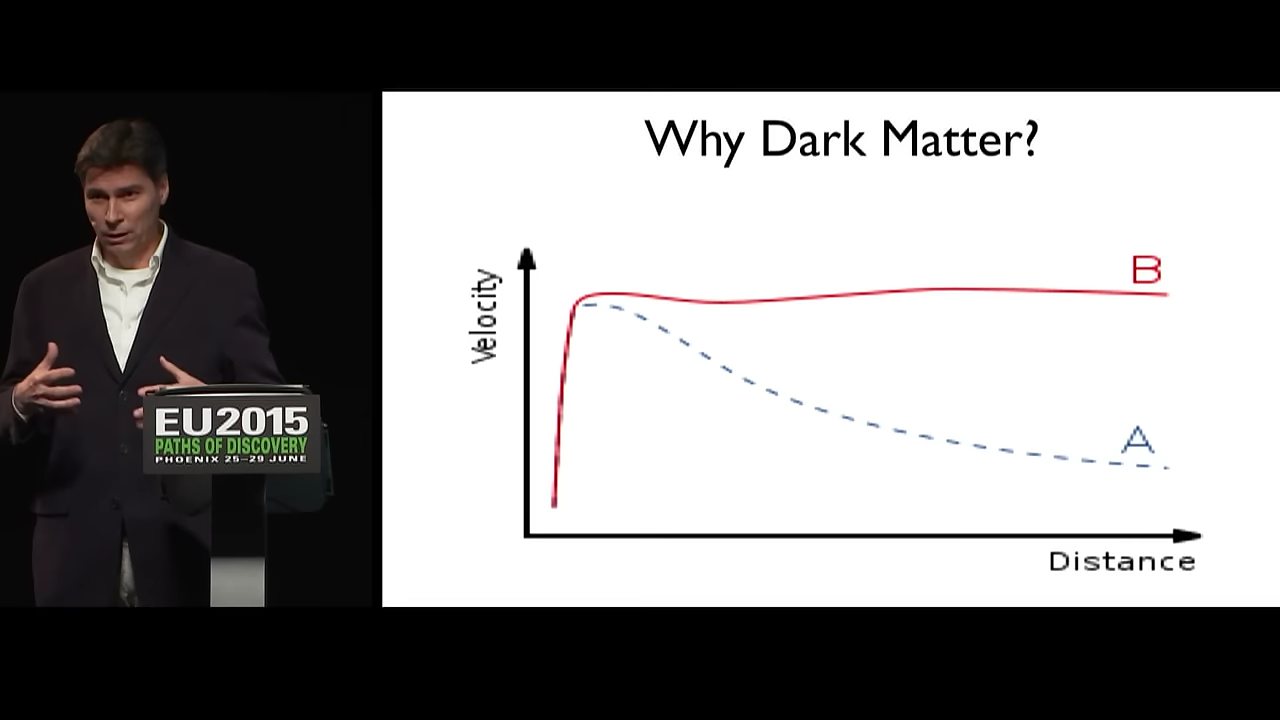 Why Dark Matter?
B
Velocity
A
Distance
EU2015
PATHS OF DISCOVERY
PHOENIX 25-29 JUNE